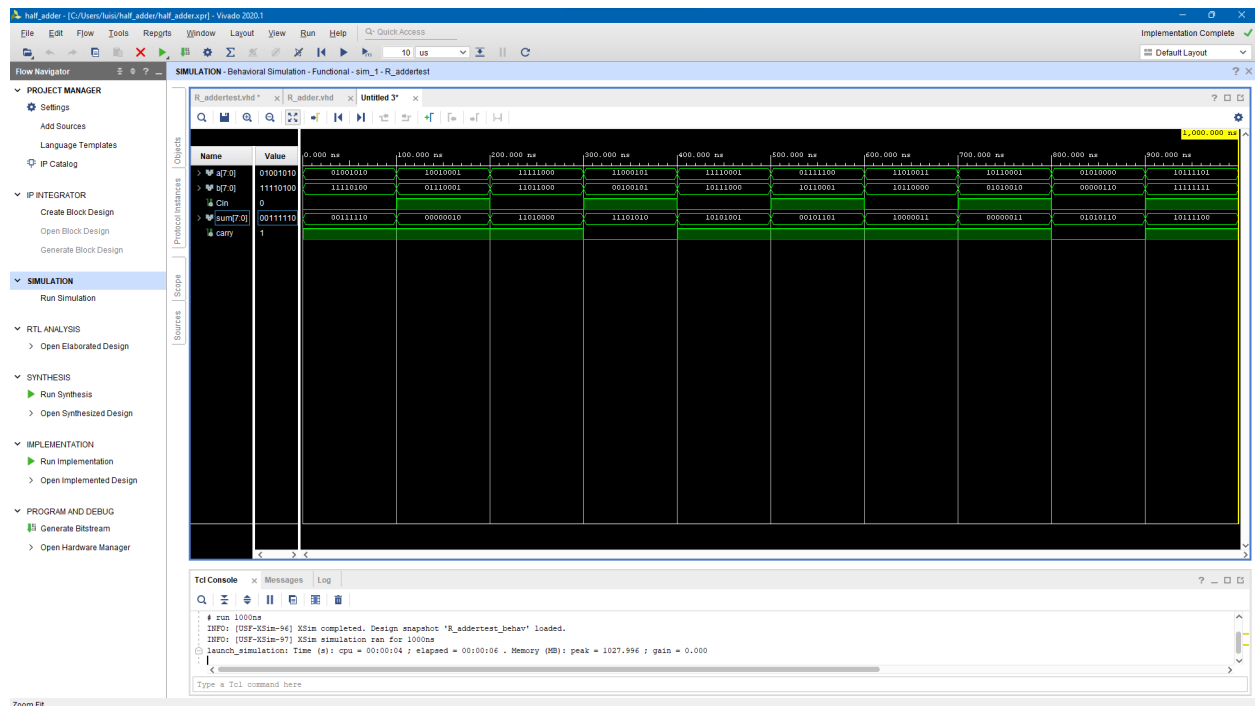 half_adder - [C:/Users/luisi/half_adder/half_adder.xpr] - Vivado 2020.1
File Edit Flow Tools Reports Window Layout View Run Help Q- Quick Access Implementation Complete
10 us Default Layout
Flow Navigator SIMULATION - Behavioral Simulation - Functional - sim_1 - R_addertest
PROJECT MANAGER
Settings
Add Sources
Language Templates
IP Catalog
IP INTEGRATOR
Create Block Design
Open Block Design
Generate Block Design
SIMULATION
Run Simulation
RTL ANALYSIS
Open Elaborated Design
SYNTHESIS
Run Synthesis
Open Synthesized Design
IMPLEMENTATION
Run Implementation
Open Implemented Design
PROGRAM AND DEBUG
Generate Bitstream
Open Hardware Manager
Objects
Protocol Instances
Scope
Sources
R_addertest.vhd * R_adder.vhd Untitled 3*
1,000.000 ns
Name Value 0.000 ns 100.000 ns 200.000 ns 300.000 ns 400.000 ns 500.000 ns 600.000 ns 700.000 ns 800.000 ns 900.000 ns
a[7:0] 01001010 01001010 10010001 11111000 11000101 11110001 01111100 11010011 10110001 01010000 10111101
b[7:0] 11110100 11110100 01110001 11011000 00100101 10111000 10110001 10110000 01010010 00000110 11111111
Cin 0
sum[7:0] 00111110 00111110 00000010 11010000 11101010 10101001 00101101 10000011 00000011 01010110 10111100
carry 1
Tcl Console Messages Log
# run 1000ns
INFO: [USF-XSim-96] XSim completed. Design snapshot 'R_addertest_behav' loaded.
INFO: [USF-XSim-97] XSim simulation ran for 1000ns
launch_simulation: Time (s): cpu = 00:00:04 ; elapsed = 00:00:06 . Memory (MB): peak = 1027.996 ; gain = 0.000
Type a Tcl command here
Zoom Fit